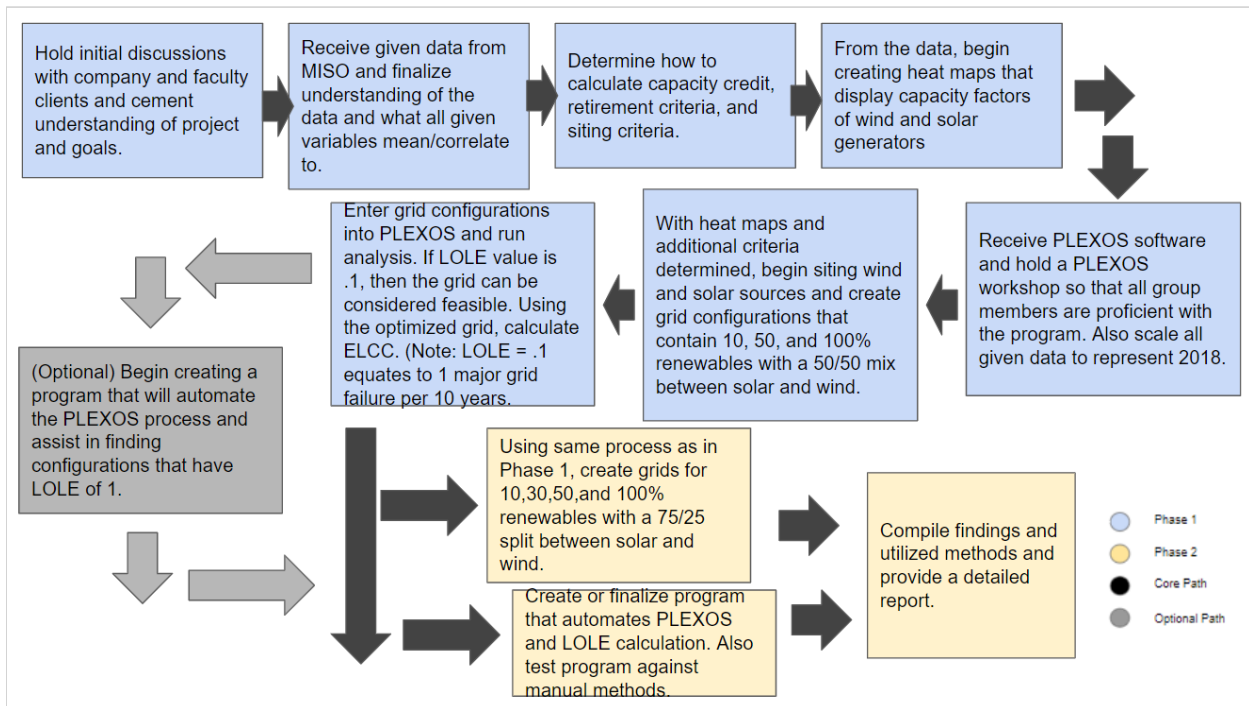 Hold initial discussions
with company and faculty
clients and cement
understanding of project
and goals.
Receive given data from
MISO and finalize
understanding of the
data and what all given
variables mean/correlate
to.
Determine how to
calculate capacity credit,
retirement criteria, and
siting criteria.
From the data, begin
creating heat maps that
display capacity factors
of wind and solar
generators
Receive PLEXOS software
and hold a PLEXOS
workshop so that all group
members are proficient with
the program. Also scale all
given data to represent 2018.
With heat maps and
additional criteria
determined, begin siting wind
and solar sources and create
grid configurations that
contain 10, 50, and 100%
renewables with a 50/50 mix
between solar and wind.
Enter grid configurations
into PLEXOS and run
analysis. If LOLE value is
.1, then the grid can be
considered feasible. Using
the optimized grid, calculate
ELCC. (Note: LOLE = .1
equates to 1 major grid
failure per 10 years.
(Optional) Begin creating a
program that will automate
the PLEXOS process and
assist in finding
configurations that have
LOLE of 1.
Using same process as in
Phase 1, create grids for
10,30,50,and 100%
renewables with a 75/25
split between solar and
wind.
Create or finalize program
that automates PLEXOS
and LOLE calculation. Also
test program against
manual methods.
Compile findings and
utilized methods and
provide a detailed
report.
Phase 1
Phase 2
Core Path
Optional Path